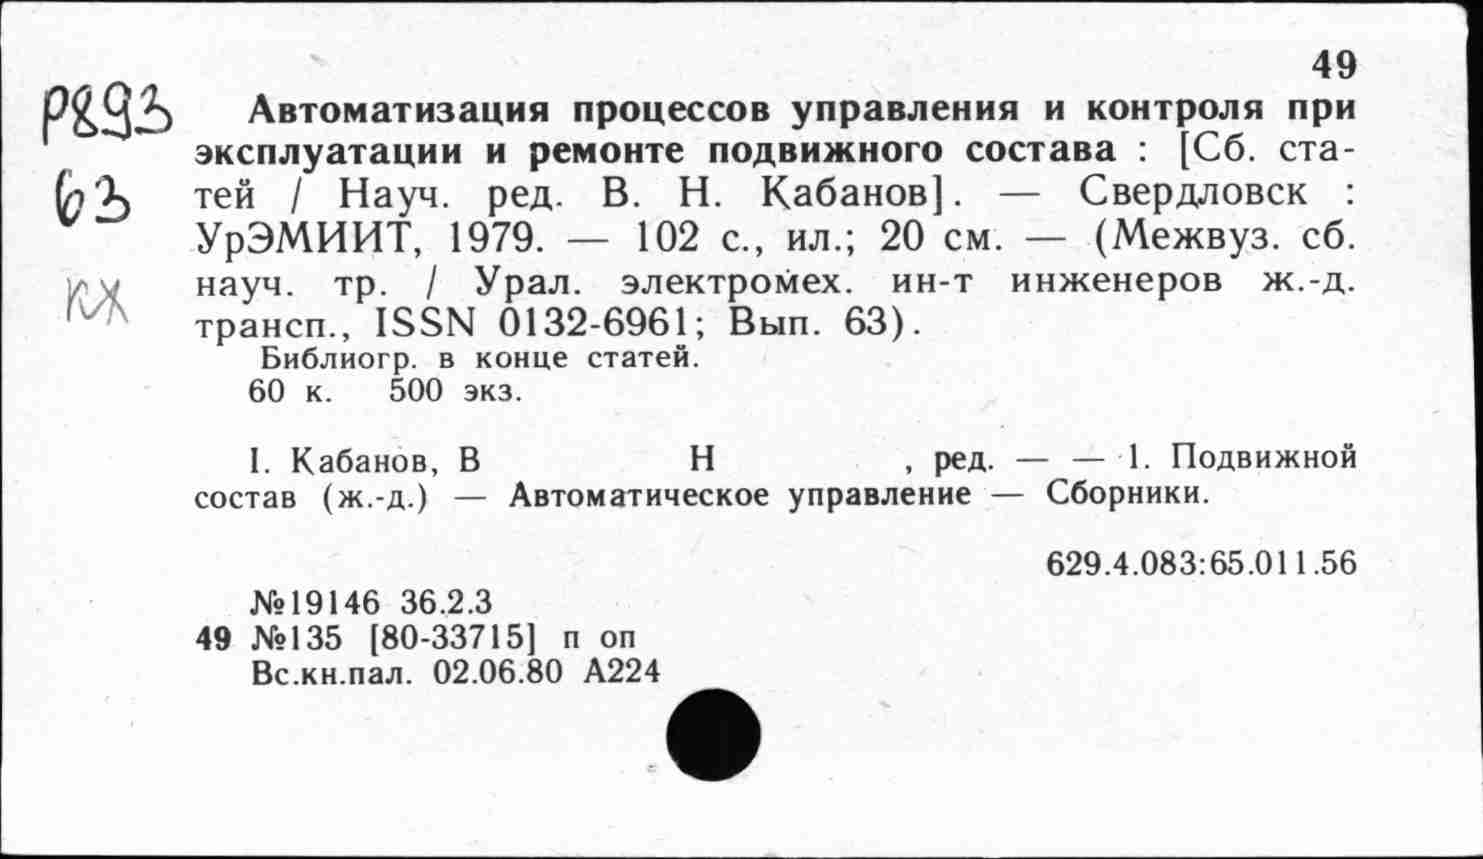 49
Р893
63
КХ
Автоматизация процессов управления и контроля при
эксплуатации и ремонте подвижного состава : [Сб. ста-
тей / Науч. ред. В. Н. Кабанов]. — Свердловск :
УрЭМИИТ, 1979. — 102 с., ил.; 20 см. — (Межвуз. сб.
науч. тр. / Урал. электромех. ин-т инженеров ж.-д.
трансп., ISSN 0132-6961; Вып. 63).
Библиогр. в конце статей.
60 к. 500 экз.
I. Кабанов, В Н , ред. — — 1. Подвижной
состав (ж.-д.) — Автоматическое управление — Сборники.
629.4.083:65.011.56
№19146 36.2.3
49 №135 [80-33715] п оп
Вс.кн.пал. 02.06.80 А224